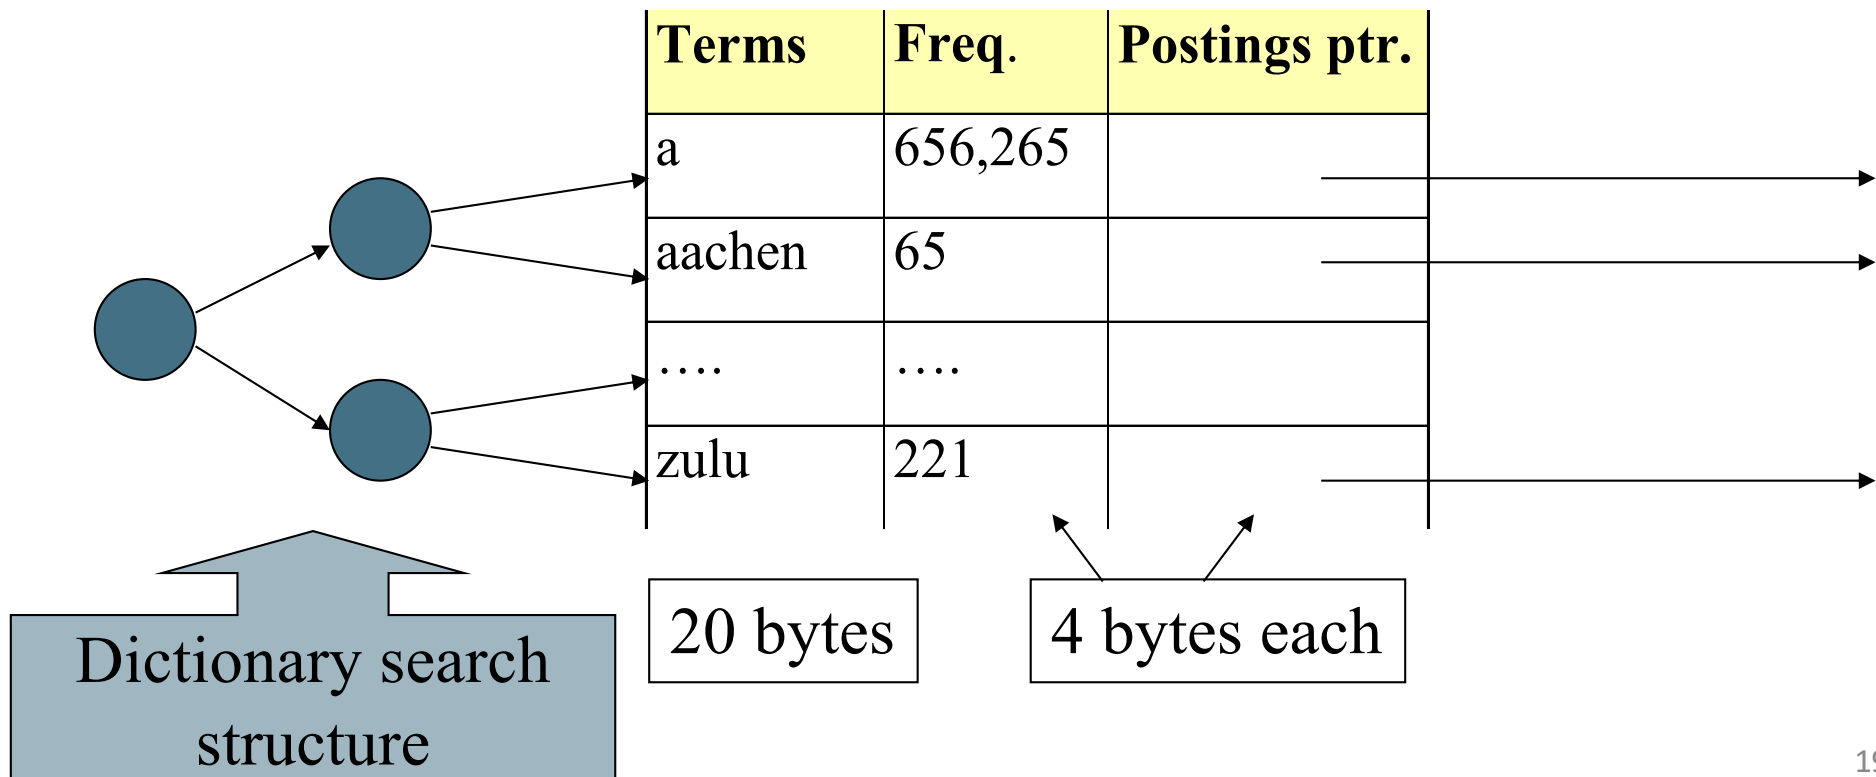 Terms Freq. Postings ptr.
a 656,265
aachen 65
…. ….
zulu 221
20 bytes 4 bytes each
Dictionary search
structure